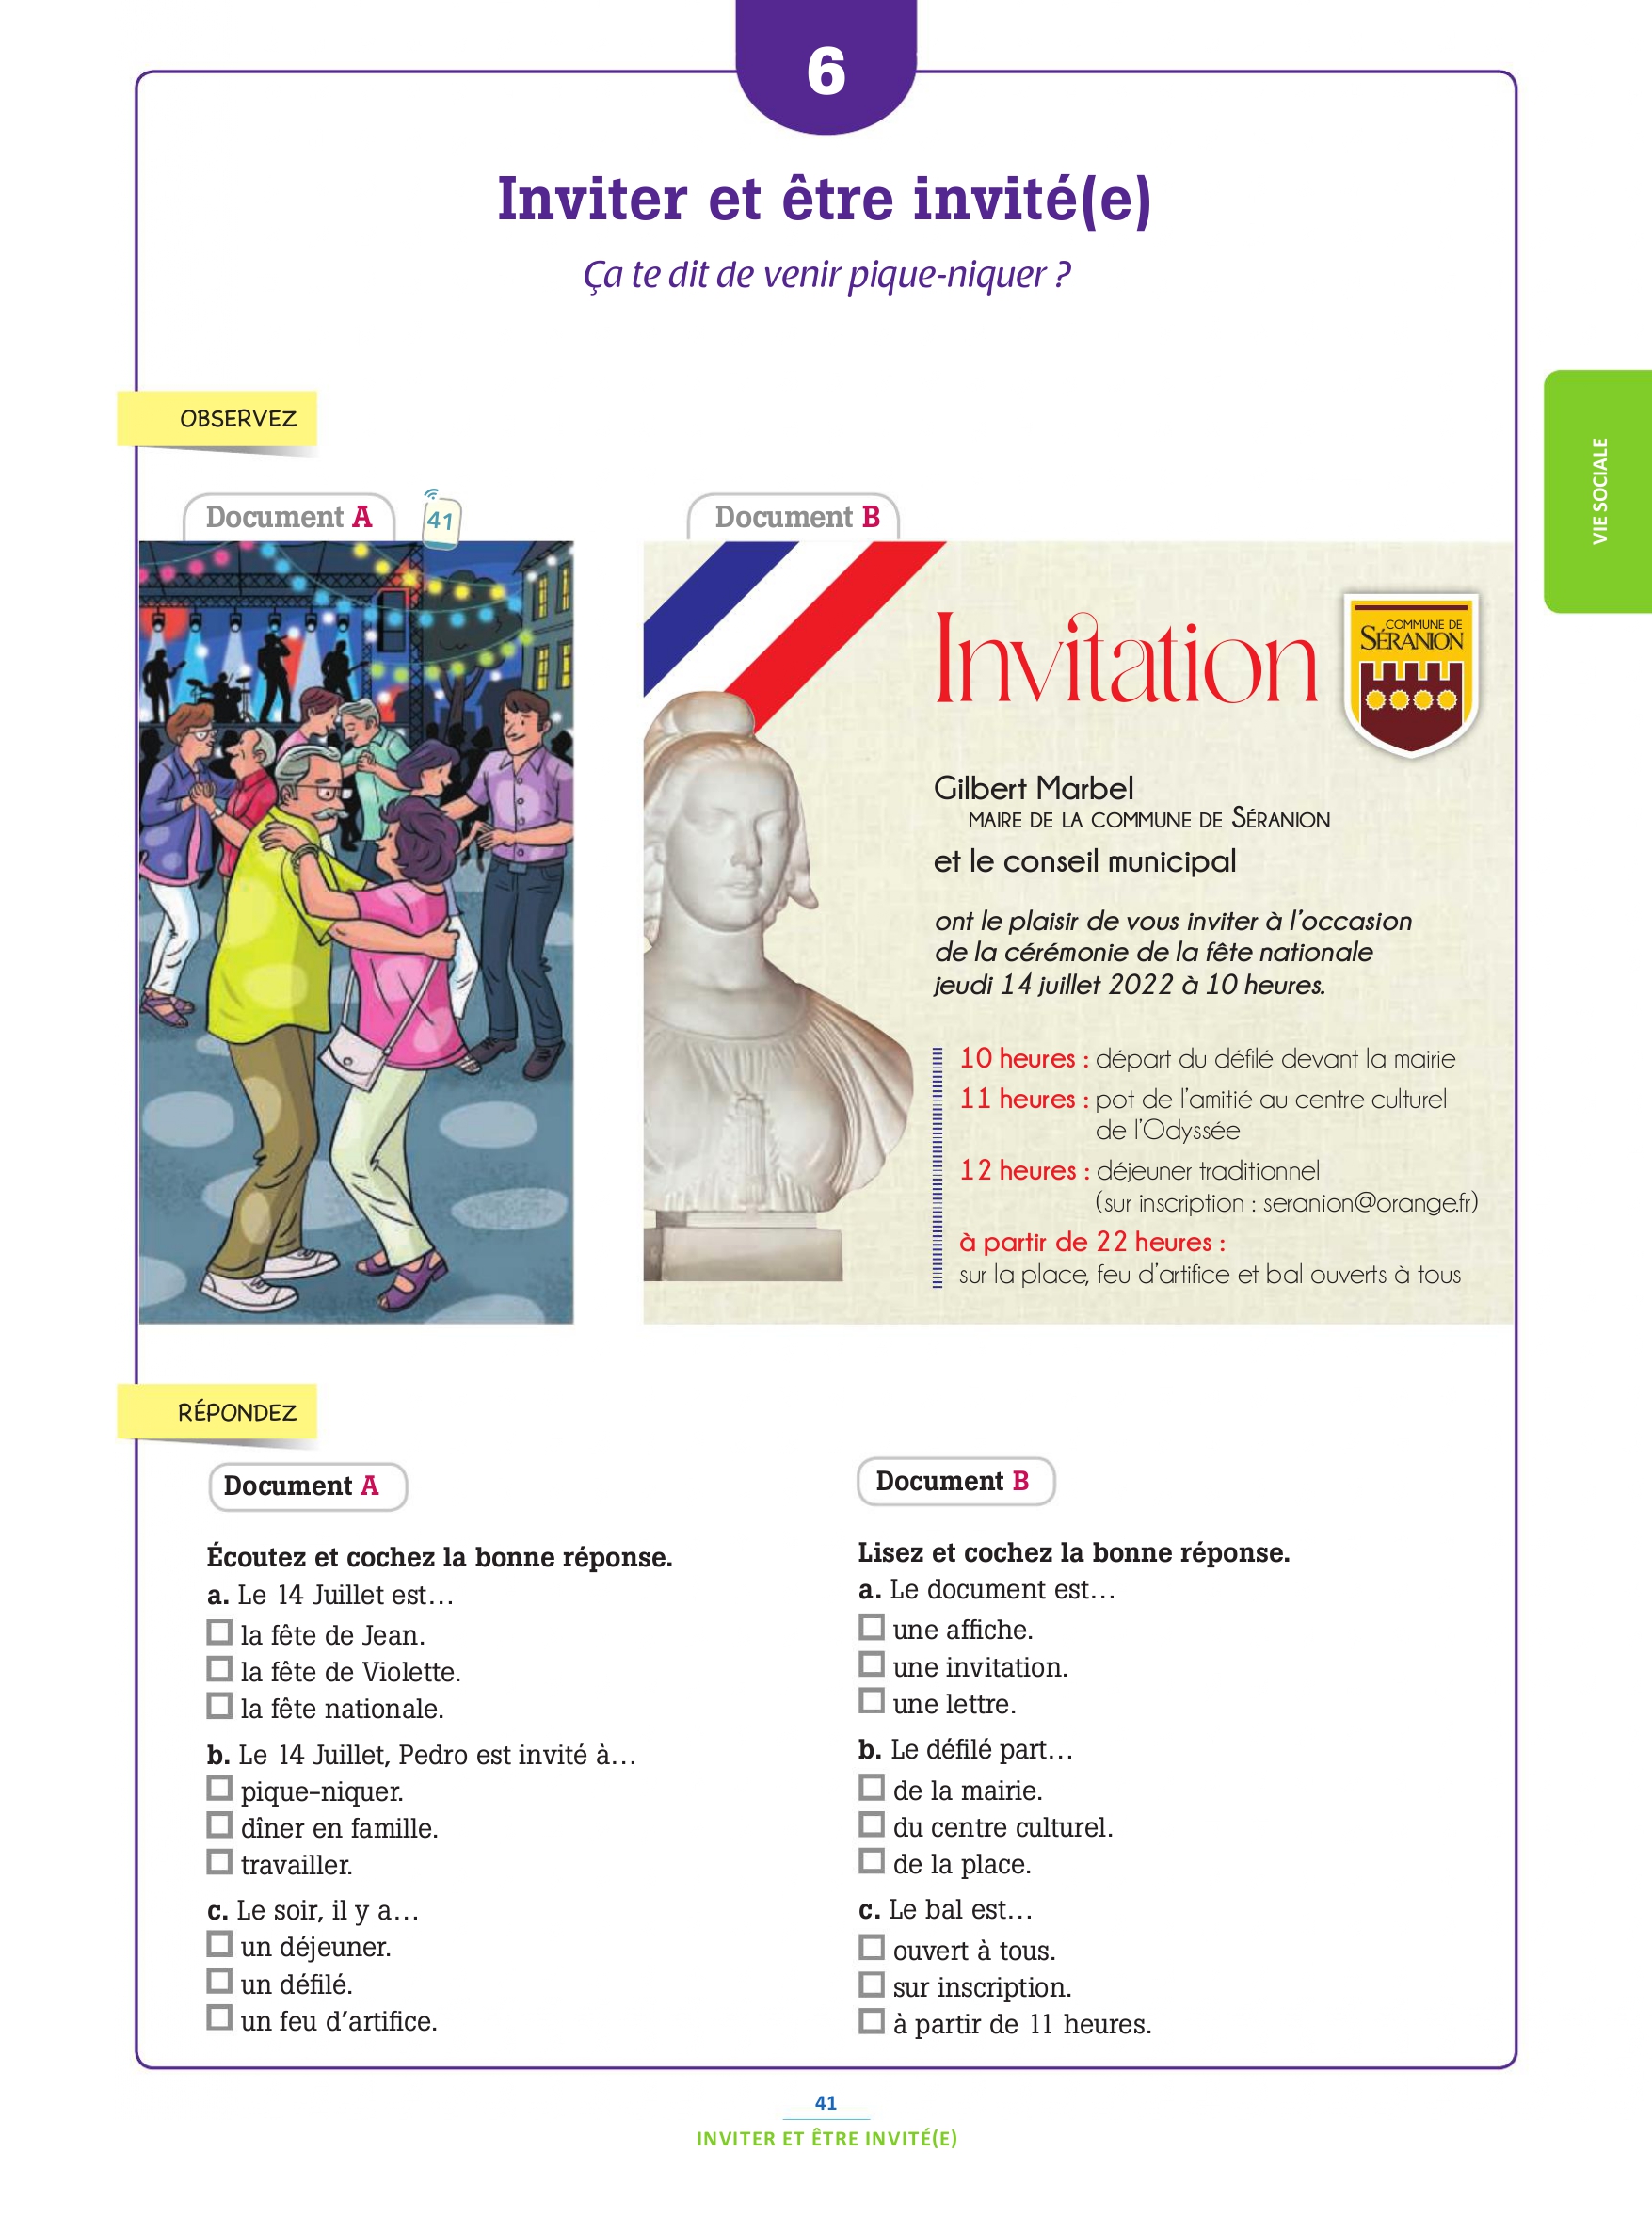 6
Inviter et être invité(e)
Ça te dit de venir pique-niquer ?
VIE SOCIALE
OBSERVEZ
Document A
41
Document B
Invitation
COMMUNE DE
SÉRANION
Gilbert Marbel
MAIRE DE LA COMMUNE DE SÉRANION
et le conseil municipal
ont le plaisir de vous inviter à l'occasion
de la cérémonie de la fête nationale
jeudi 14 juillet 2022 à 10 heures.
10 heures : départ du défilé devant la mairie
11 heures : pot de l'amitié au centre culturel
de l'Odyssée
12 heures : déjeuner traditionnel
(sur inscription : seranion@orange.fr)
à partir de 22 heures :
sur la place, feu d'artifice et bal ouverts à tous
RÉPONDEZ
Document A
Écoutez et cochez la bonne réponse.
a. Le 14 Juillet est…
la fête de Jean.
la fête de Violette.
la fête nationale.
b. Le 14 Juillet, Pedro est invité à…
pique-niquer.
dîner en famille.
travailler.
c. Le soir, il y a…
un déjeuner.
un défilé.
un feu d'artifice.
Document B
Lisez et cochez la bonne réponse.
a. Le document est…
une affiche.
une invitation.
une lettre.
b. Le défilé part…
de la mairie.
du centre culturel.
de la place.
c. Le bal est…
ouvert à tous.
sur inscription.
à partir de 11 heures.
41
INVITER ET ÊTRE INVITÉ(E)